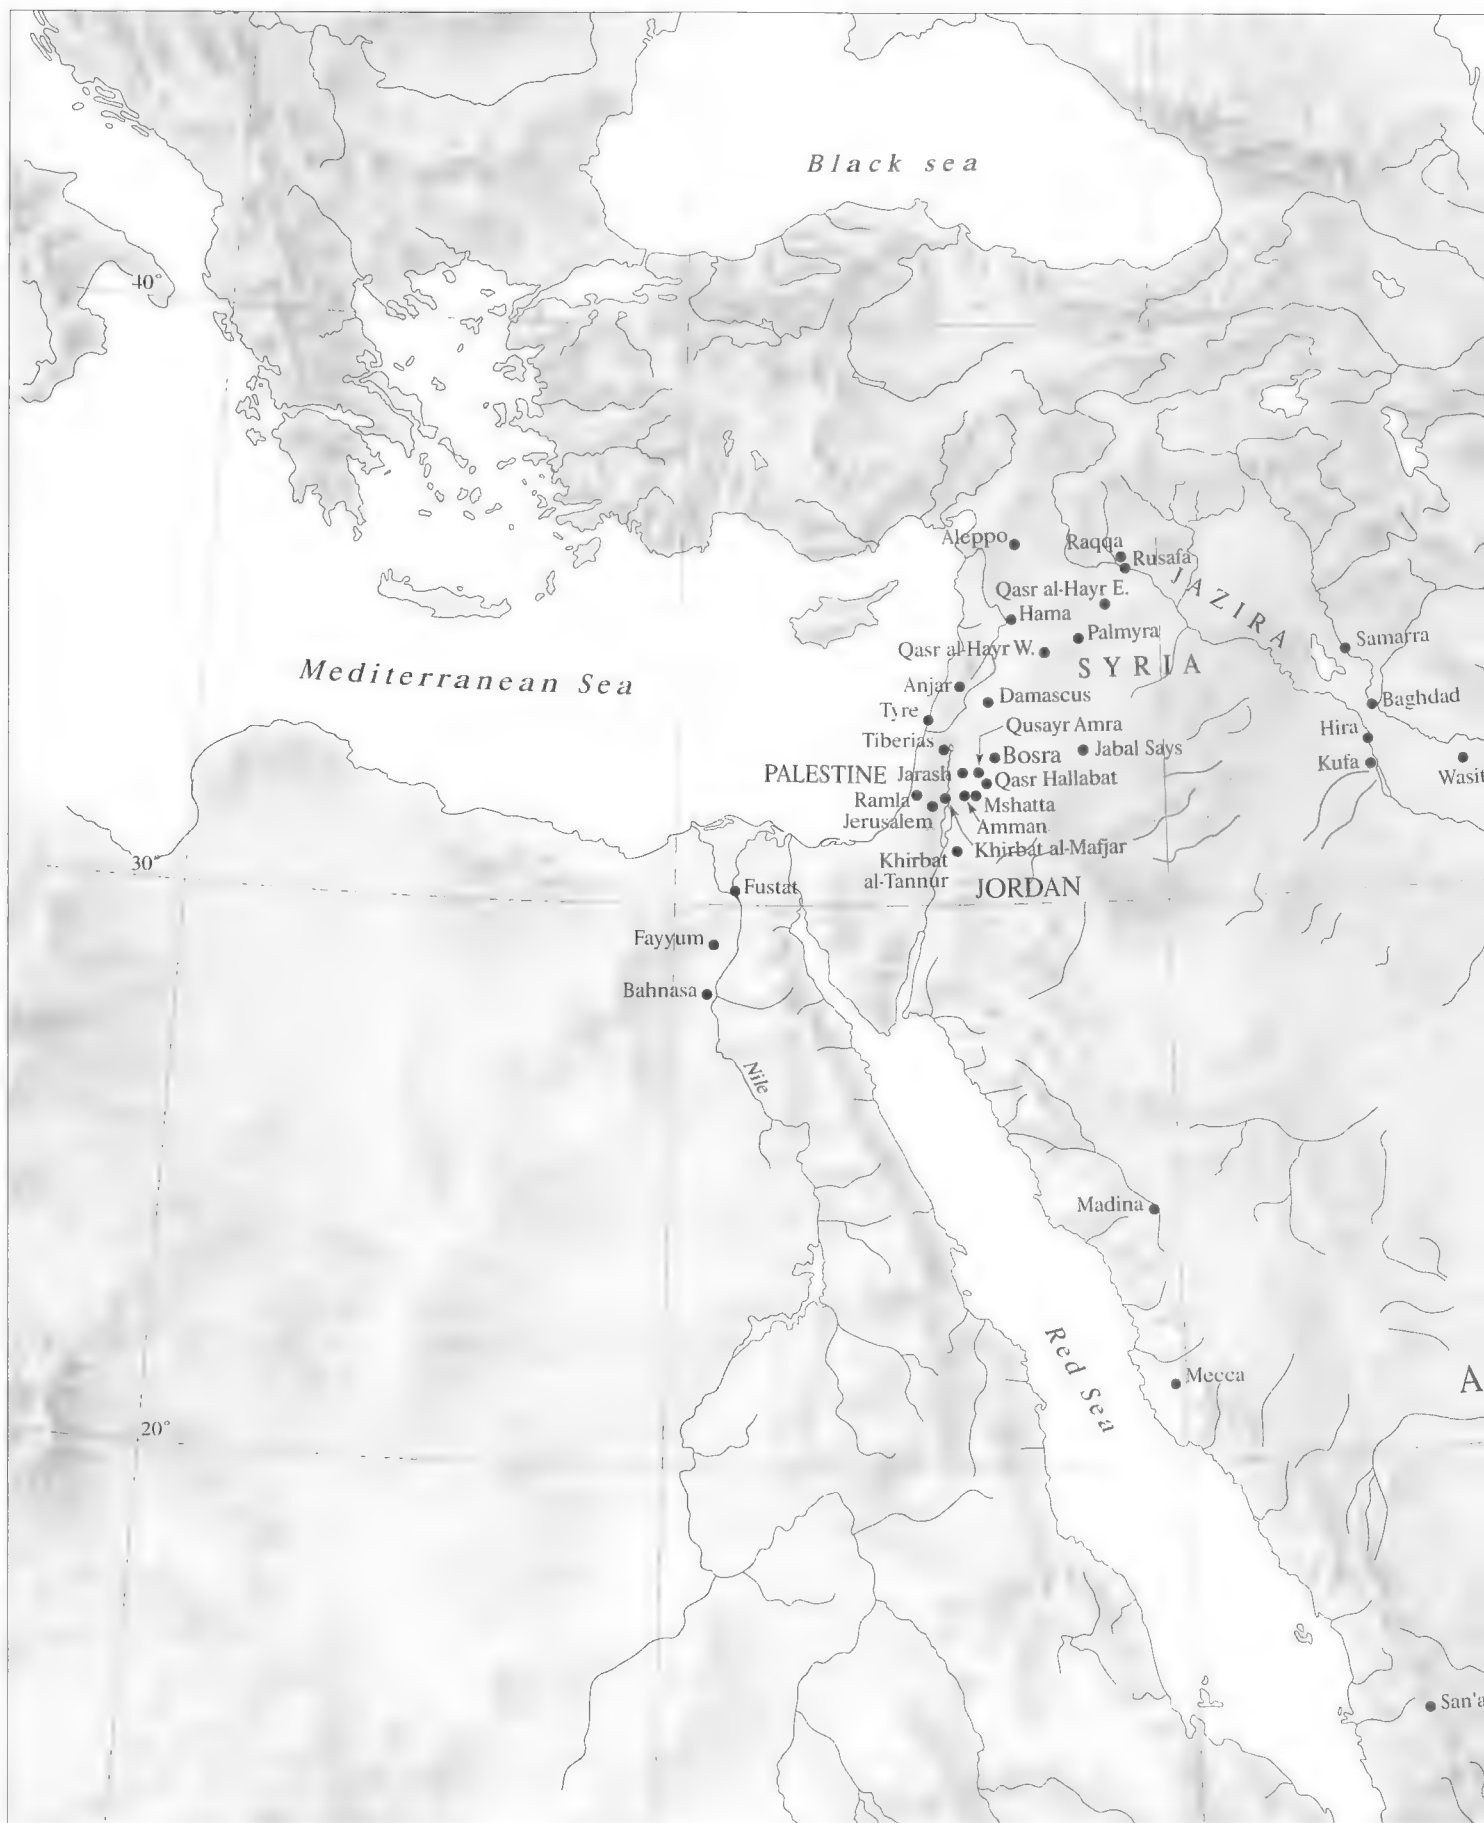 Black sea
40°
Aleppo
Raqqa
Rusafa
JAZIRA
Qasr al-Hayr E.
Hama
Palmyra
Samarra
Qasr al-Hayr W.
SYRIA
Mediterranean Sea
Anjar
Damascus
Baghdad
Tyre
Qusayr Amra
Hira
Tiberias
Bosra
Jabal Says
Kufa
PALESTINE
Jarash
Qasr Hallabat
Wasit
Ramla
Mshatta
Jerusalem
Amman
Khirbat al-Mafjar
30°
Khirbat
al-Tannur
JORDAN
Fustat
Fayyum
Bahnasa
Nile
Madina
Red Sea
Mecca
A
20°
San'a